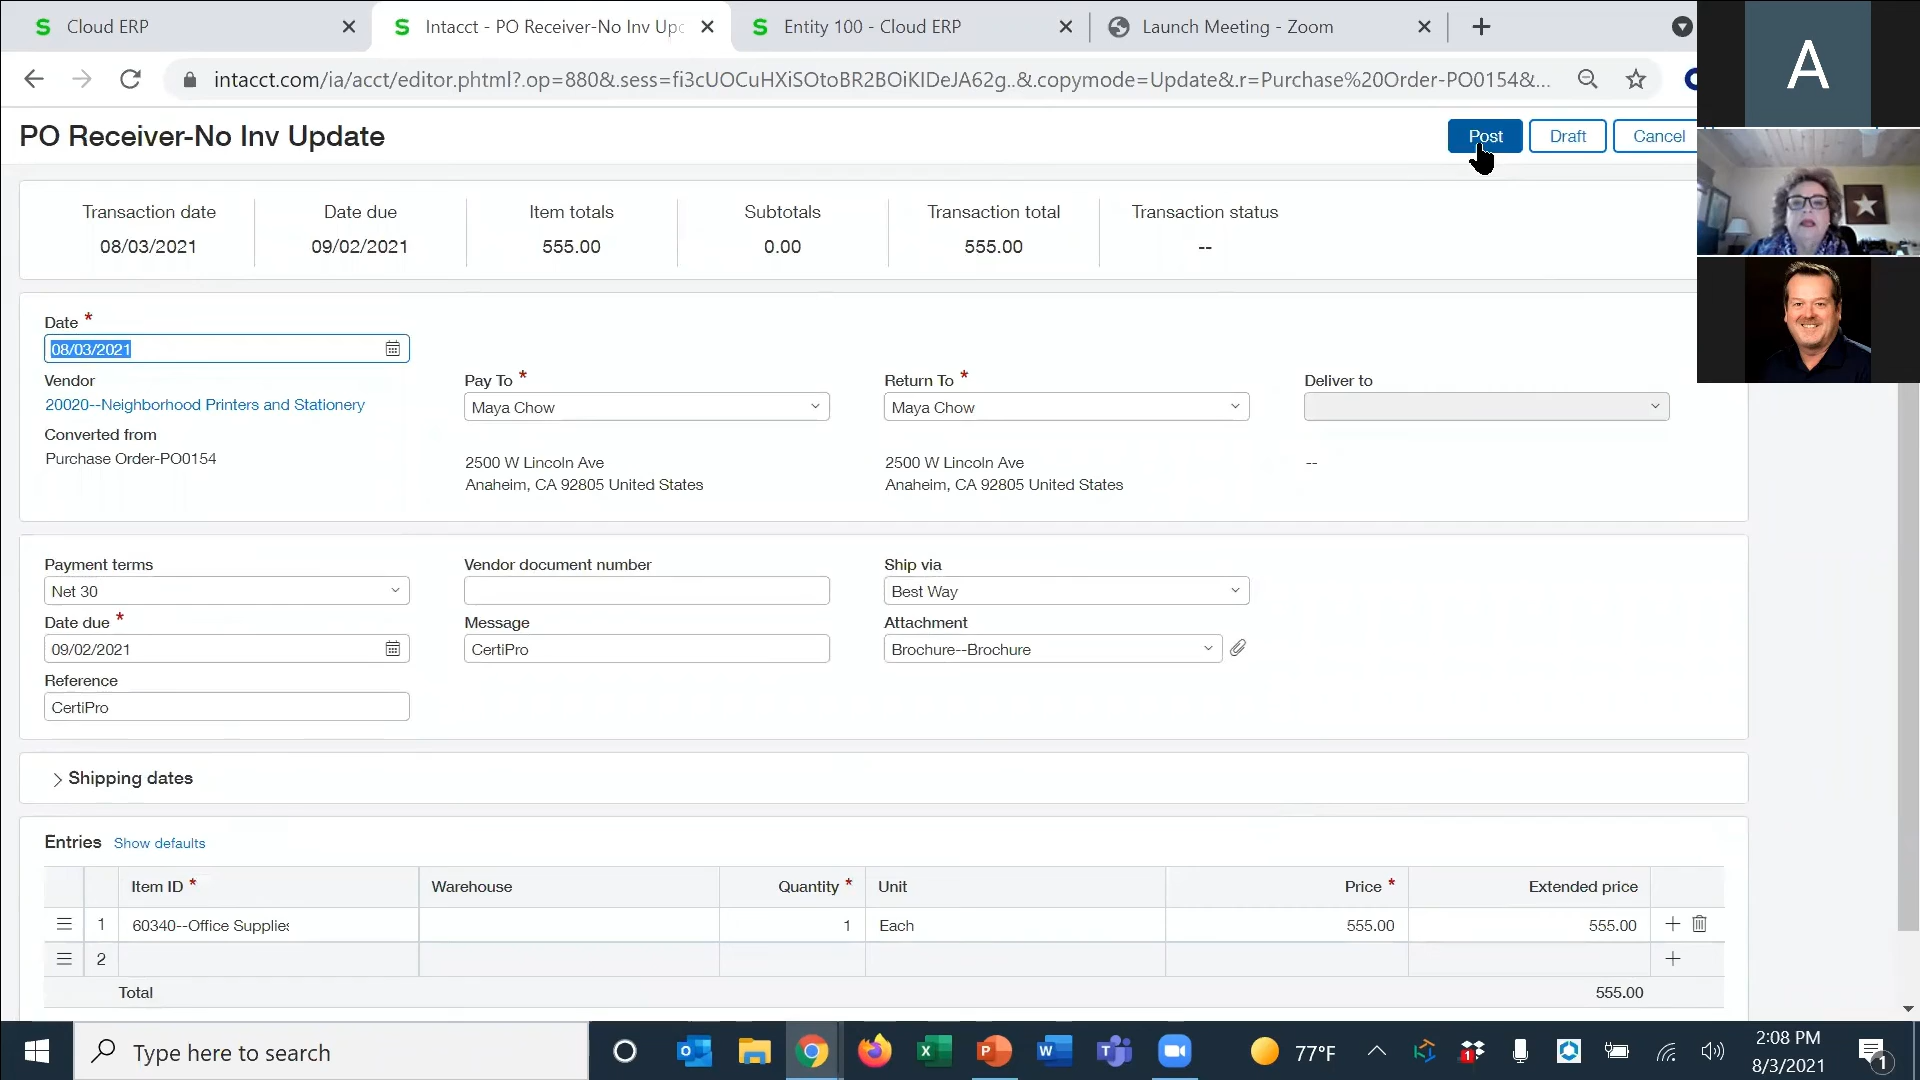 Cloud ERP
Intacct - PO Receiver-No Inv Upd
Entity 100 - Cloud ERP
Launch Meeting - Zoom
intacct.com/ia/acct/editor.phtml?.op=880&.sess=fi3cUOCuHXiSOtoBR2BOiKIDeJA62g..&.copymode=Update&.r=Purchase%20Order-PO0154&...
A
PO Receiver-No Inv Update
Post
Draft
Cancel
Transaction date
Date due
Item totals
Subtotals
Transaction total
Transaction status
08/03/2021
09/02/2021
555.00
0.00
555.00
--
Date *
08/03/2021
Vendor
20020--Neighborhood Printers and Stationery
Converted from
Purchase Order-PO0154
Pay To *
Maya Chow
2500 W Lincoln Ave
Anaheim, CA 92805 United States
Return To *
Maya Chow
2500 W Lincoln Ave
Anaheim, CA 92805 United States
Deliver to
--
Payment terms
Net 30
Date due *
09/02/2021
Reference
CertiPro
Vendor document number
Message
CertiPro
Ship via
Best Way
Attachment
Brochure--Brochure
Shipping dates
Entries Show defaults
Item ID * Warehouse Quantity * Unit Price * Extended price
1 60340--Office Supplies 1 Each 555.00 555.00
2
Total 555.00
Type here to search
77°F
1
2:08 PM
8/3/2021
1